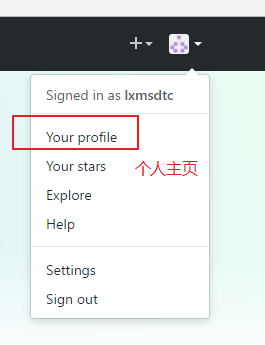 Signed in as lxmsdtc
Your profile
Your stars
个人主页
Explore
Help
Settings
Sign out